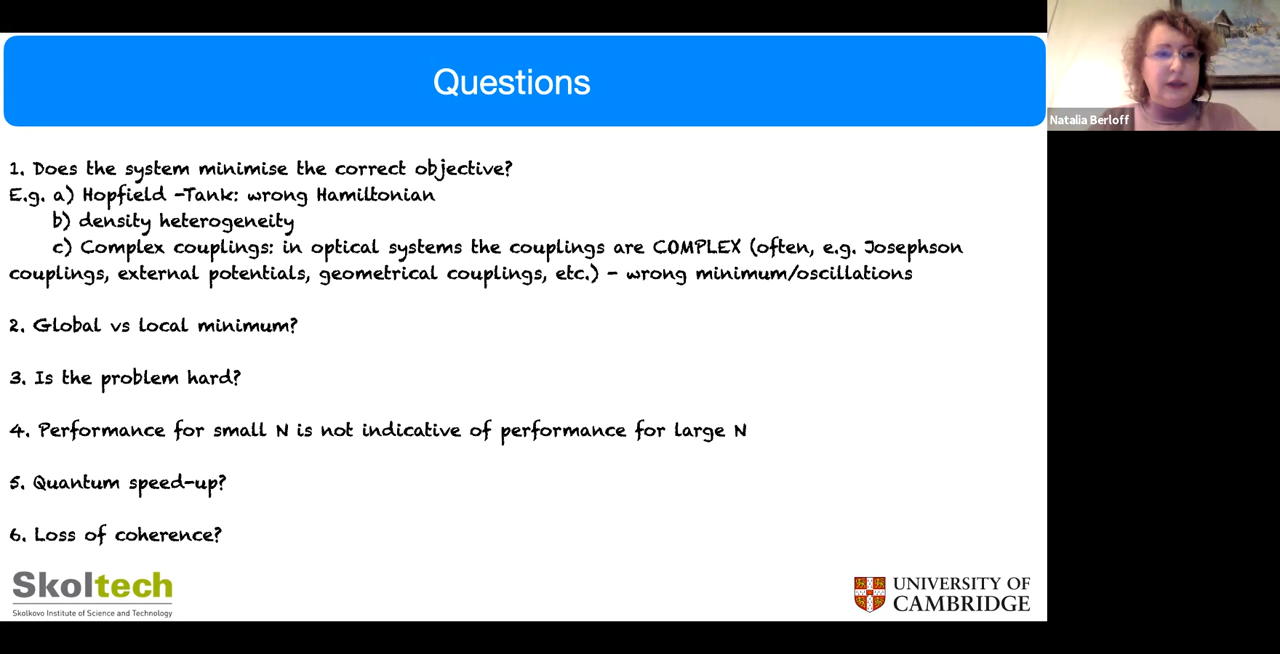 Questions
Natalia Berloff
1. Does the system minimise the correct objective?
E.g. a) Hopfield -Tank: wrong Hamiltonian
b) density heterogeneity
c) Complex couplings: in optical systems the couplings are COMPLEX (often, e.g. Josephson
couplings, external potentials, geometrical couplings, etc.) - wrong minimum/oscillations
2. Global vs local minimum?
3. Is the problem hard?
4. Performance for small N is not indicative of performance for large N
5. Quantum speed-up?
6. Loss of coherence?
Skoltech
Skolkovo Institute of Science and Technology
UNIVERSITY OF
CAMBRIDGE